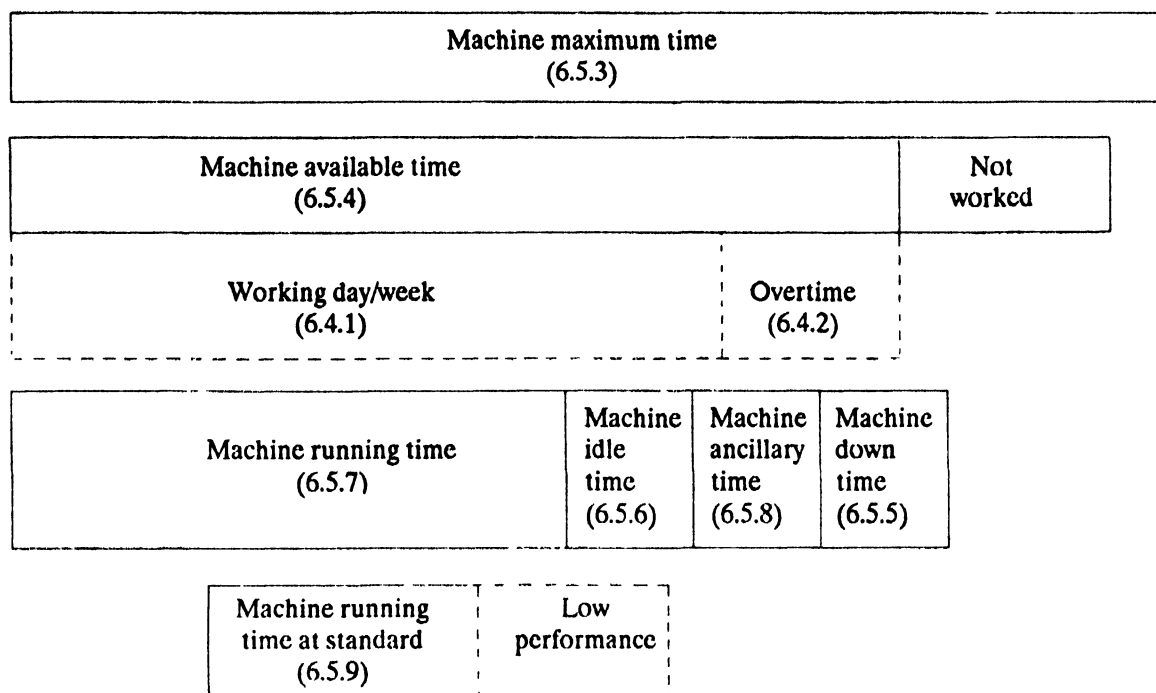 Machine maximum time
(6.5.3)
Machine available time
(6.5.4)
Not
worked
Working day/week
(6.4.1)
Overtime
(6.4.2)
Machine running time
(6.5.7)
Machine
idle
time
(6.5.6)
Machine
ancillary
time
(6.5.8)
Machine
down
time
(6.5.5)
Machine running
time at standard
(6.5.9)
Low
performance